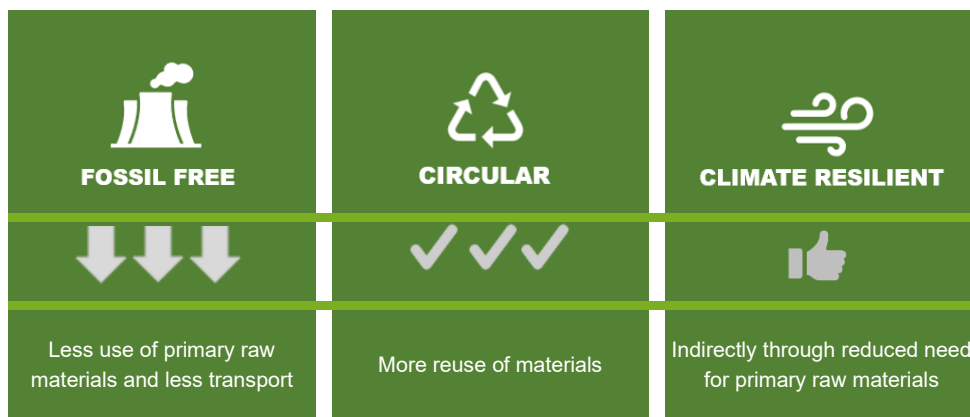 FOSSIL FREE
CIRCULAR
CLIMATE RESILIENT
Less use of primary raw
materials and less transport
More reuse of materials
Indirectly through reduced need
for primary raw materials